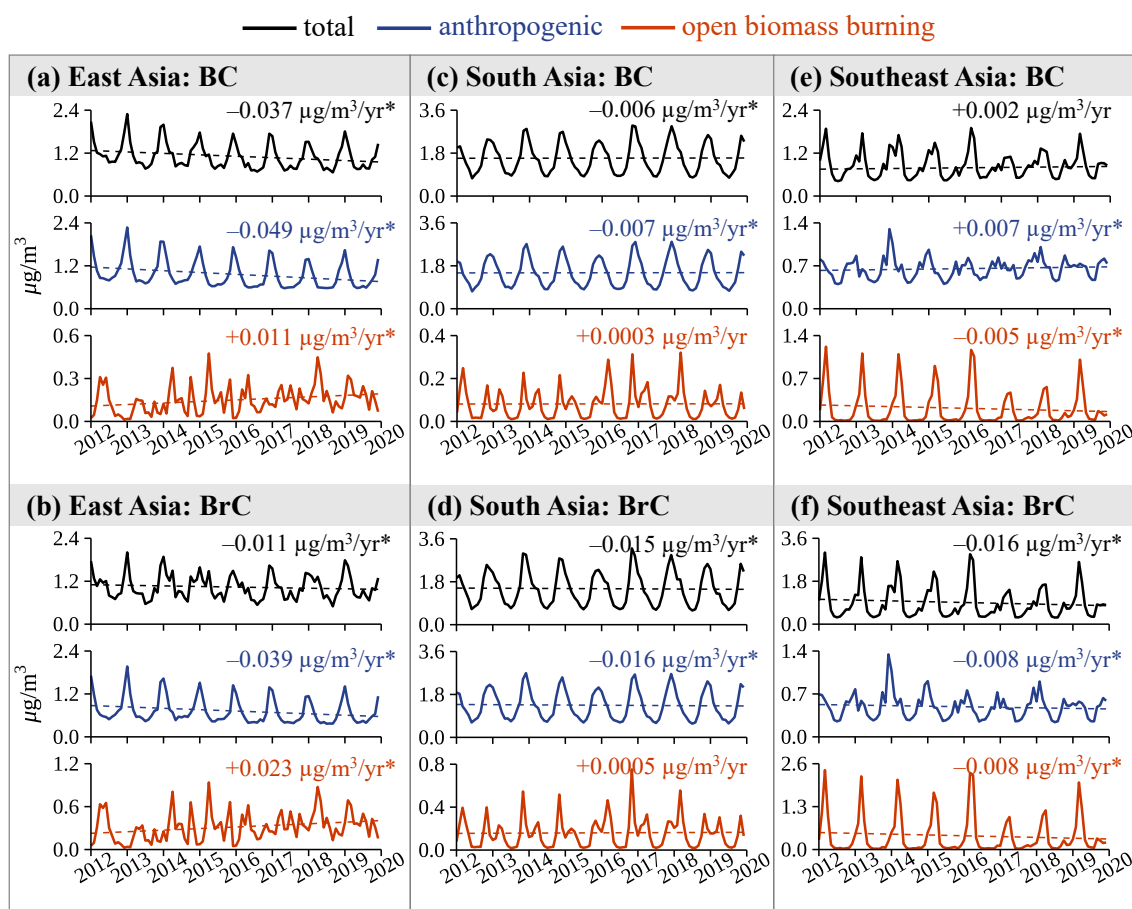 total anthropogenic open biomass burning
(a) East Asia: BC
–0.037 µg/m³/yr*
2.4
1.2
0.0
–0.049 µg/m³/yr*
2.4
1.2
0.0
µg/m³
+0.011 µg/m³/yr*
0.6
0.3
0.0
2012 2013 2014 2015 2016 2017 2018 2019 2020
(c) South Asia: BC
–0.006 µg/m³/yr*
3.6
1.8
0.0
–0.007 µg/m³/yr*
3.6
1.8
0.0
+0.0003 µg/m³/yr
0.4
0.2
0.0
2012 2013 2014 2015 2016 2017 2018 2019 2020
(e) Southeast Asia: BC
+0.002 µg/m³/yr
2.4
1.2
0.0
+0.007 µg/m³/yr*
1.4
0.7
0.0
–0.005 µg/m³/yr*
1.4
0.7
0.0
2012 2013 2014 2015 2016 2017 2018 2019 2020
(b) East Asia: BrC
–0.011 µg/m³/yr*
2.4
1.2
0.0
–0.039 µg/m³/yr*
2.4
1.2
0.0
µg/m³
+0.023 µg/m³/yr*
1.2
0.6
0.0
2012 2013 2014 2015 2016 2017 2018 2019 2020
(d) South Asia: BrC
–0.015 µg/m³/yr*
3.6
1.8
0.0
–0.016 µg/m³/yr*
3.6
1.8
0.0
+0.0005 µg/m³/yr
0.8
0.4
0.0
2012 2013 2014 2015 2016 2017 2018 2019 2020
(f) Southeast Asia: BrC
–0.016 µg/m³/yr*
3.6
1.8
0.0
–0.008 µg/m³/yr*
1.4
0.7
0.0
–0.008 µg/m³/yr*
2.6
1.3
0.0
2012 2013 2014 2015 2016 2017 2018 2019 2020